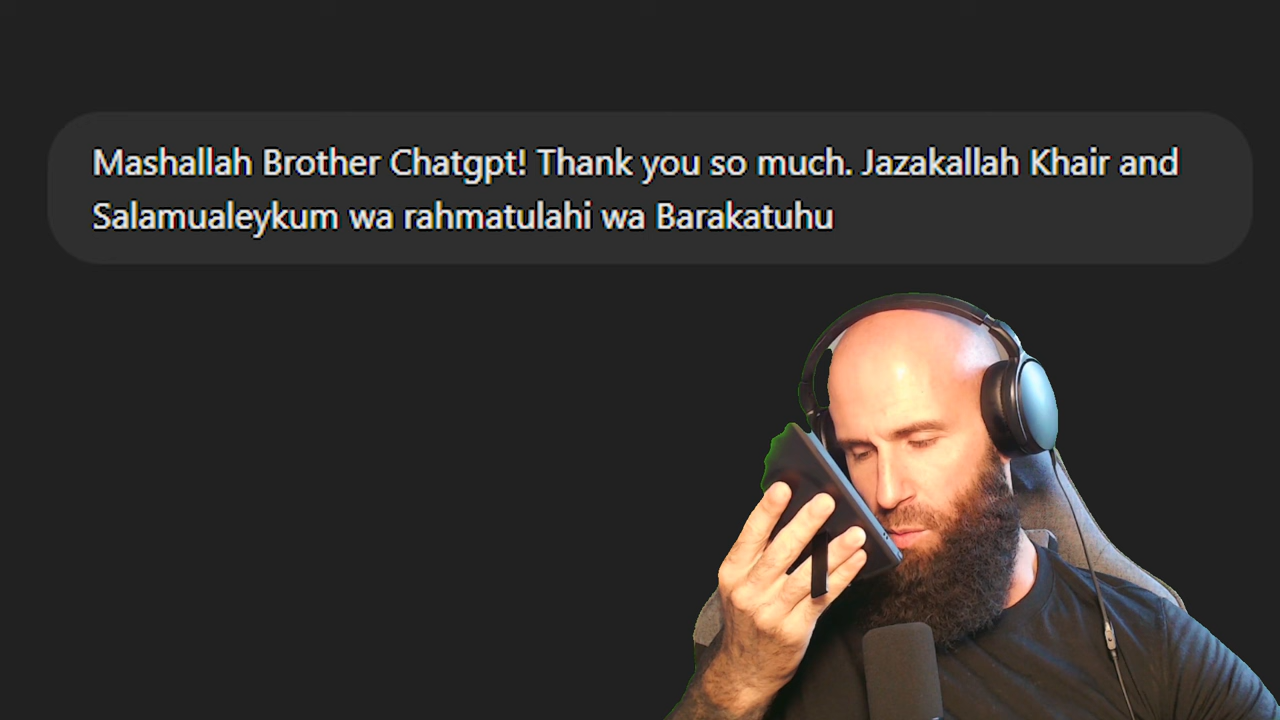 Mashallah Brother Chatgpt! Thank you so much. Jazakallah Khair and
Salamualeykum wa rahmatulahi wa Barakatuhu